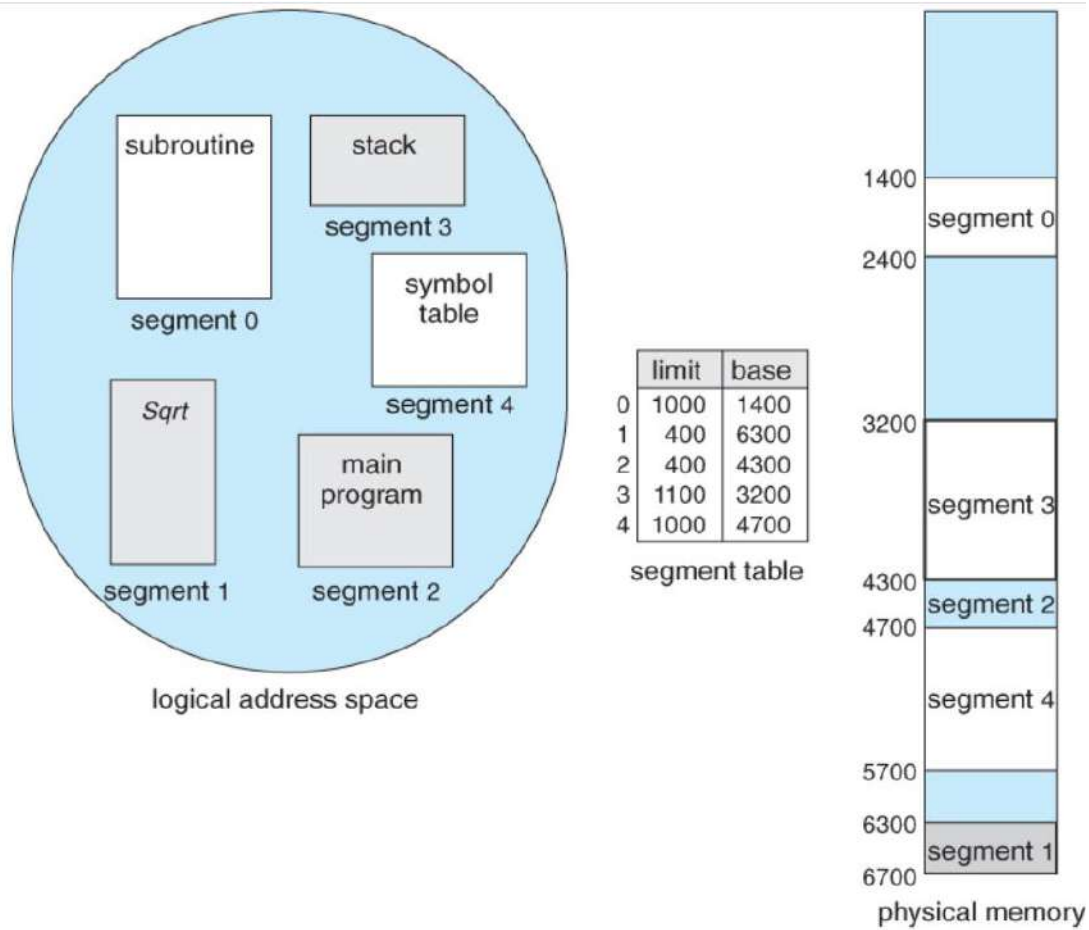 subroutine
segment 0
stack
segment 3
symbol
table
segment 4
Sqrt
segment 1
main
program
segment 2
logical address space
limit base
0 1000 1400
1 400 6300
2 400 4300
3 1100 3200
4 1000 4700
segment table
1400
segment 0
2400
3200
segment 3
4300
segment 2
4700
segment 4
5700
6300
segment 1
6700
physical memory